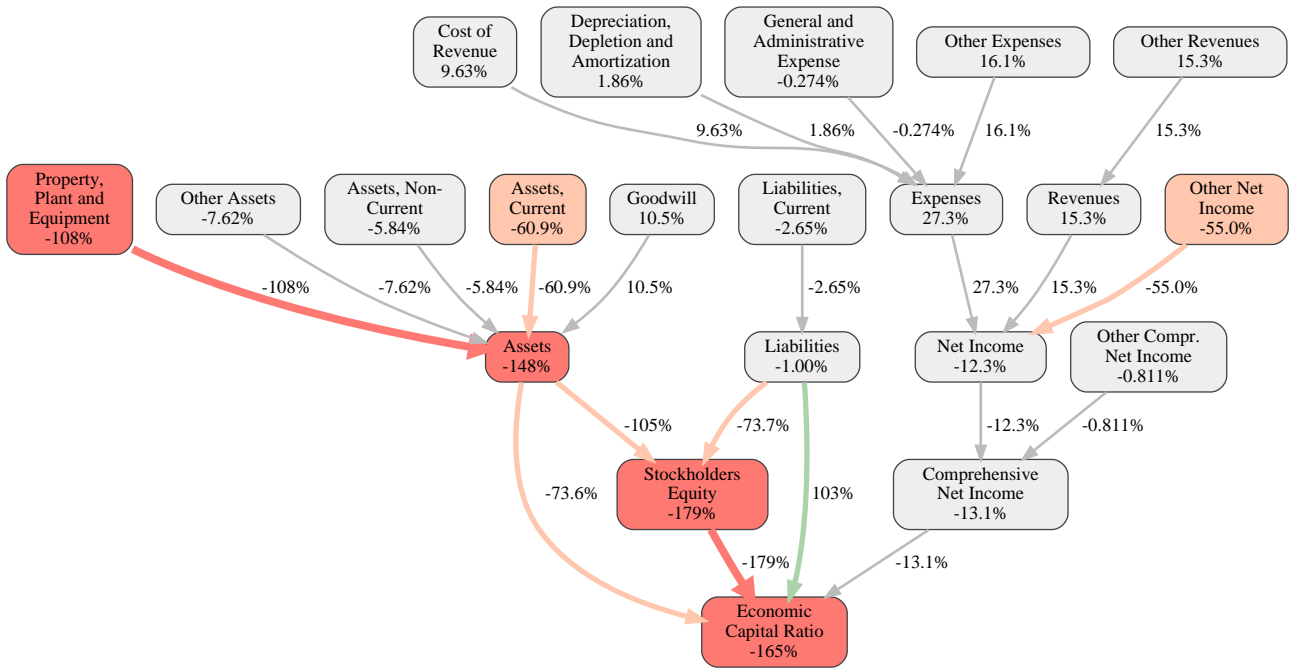 Cost of
Revenue
9.63%
Depreciation,
Depletion and
Amortization
1.86%
General and
Administrative
Expense
-0.274%
Other Expenses
16.1%
Other Revenues
15.3%
9.63%
1.86%
-0.274%
16.1%
15.3%
Property,
Plant and
Equipment
-108%
Other Assets
-7.62%
Assets, Non-
Current
-5.84%
Assets,
Current
-60.9%
Goodwill
10.5%
Liabilities,
Current
-2.65%
Expenses
27.3%
Revenues
15.3%
Other Net
Income
-55.0%
-108%
-7.62%
-5.84%
-60.9%
10.5%
-2.65%
27.3%
15.3%
-55.0%
Assets
-148%
Liabilities
-1.00%
Net Income
-12.3%
Other Compr.
Net Income
-0.811%
-105%
-73.7%
-12.3%
-0.811%
-73.6%
Stockholders
Equity
-179%
103%
Comprehensive
Net Income
-13.1%
-179%
-13.1%
Economic
Capital Ratio
-165%